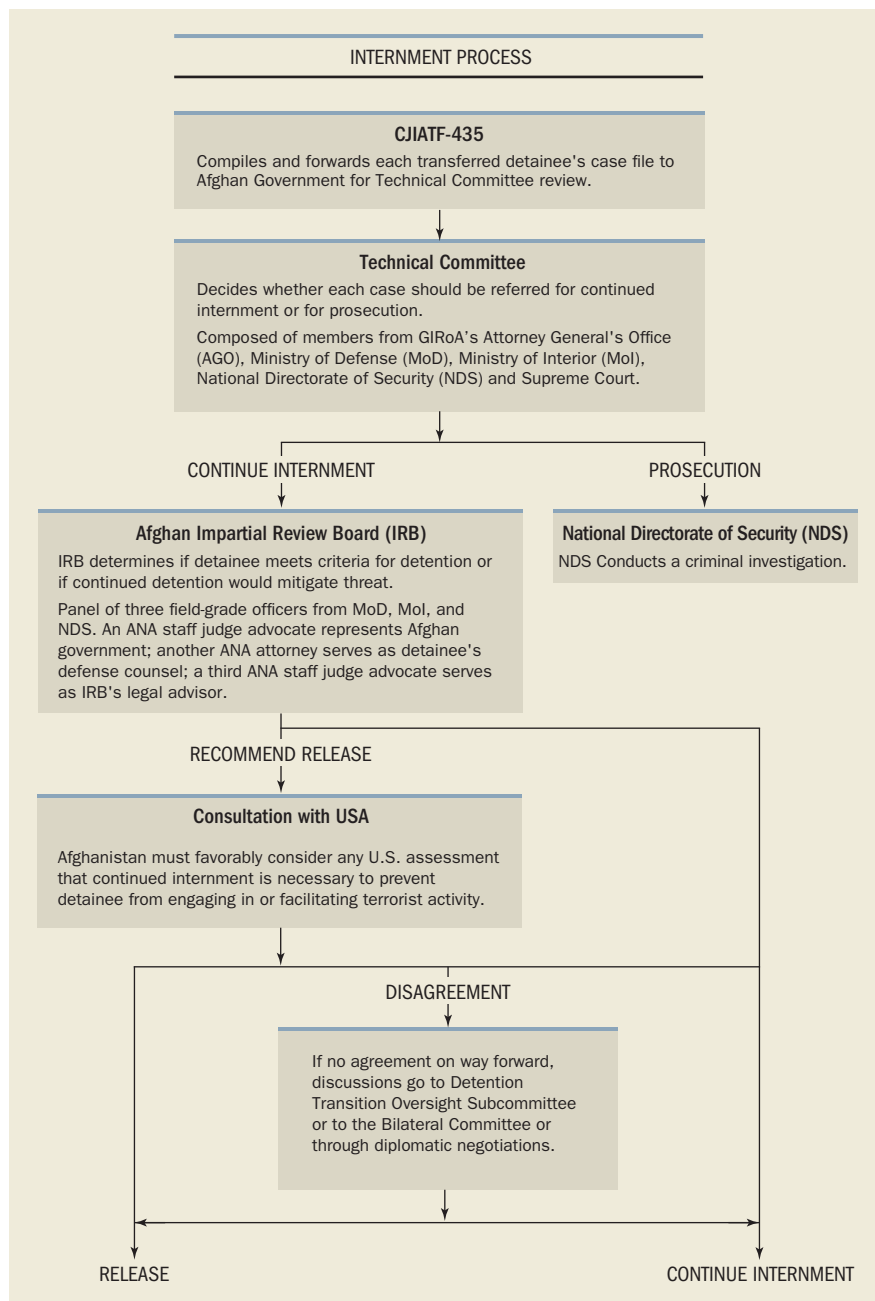 INTERNMENT PROCESS
CJIATF-435
Compiles and forwards each transferred detainee's case file to
Afghan Government for Technical Committee review.
Technical Committee
Decides whether each case should be referred for continued
internment or for prosecution.
Composed of members from GIRoA's Attorney General's Office
(AGO), Ministry of Defense (MoD), Ministry of Interior (MoI),
National Directorate of Security (NDS) and Supreme Court.
CONTINUE INTERNMENT
PROSECUTION
Afghan Impartial Review Board (IRB)
IRB determines if detainee meets criteria for detention or
if continued detention would mitigate threat.
Panel of three field-grade officers from MoD, MoI, and
NDS. An ANA staff judge advocate represents Afghan
government; another ANA attorney serves as detainee's
defense counsel; a third ANA staff judge advocate serves
as IRB's legal advisor.
National Directorate of Security (NDS)
NDS Conducts a criminal investigation.
RECOMMEND RELEASE
Consultation with USA
Afghanistan must favorably consider any U.S. assessment
that continued internment is necessary to prevent
detainee from engaging in or facilitating terrorist activity.
DISAGREEMENT
If no agreement on way forward,
discussions go to Detention
Transition Oversight Subcommittee
or to the Bilateral Committee or
through diplomatic negotiations.
RELEASE
CONTINUE INTERNMENT